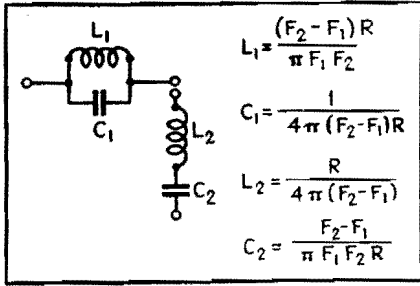 L₁
C₁
L₂
C₂
L₁ = (F₂ - F₁) R / π F₁ F₂
C₁ = 1 / 4π (F₂ - F₁) R
L₂ = R / 4π (F₂ - F₁)
C₂ = F₂ - F₁ / π F₁ F₂ R